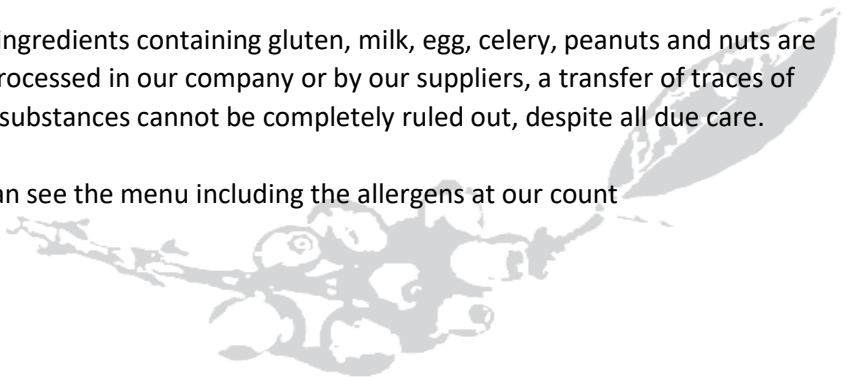 ingredients containing gluten, milk, egg, celery, peanuts and nuts are
rocessed in our company or by our suppliers, a transfer of traces of
substances cannot be completely ruled out, despite all due care.
an see the menu including the allergens at our count